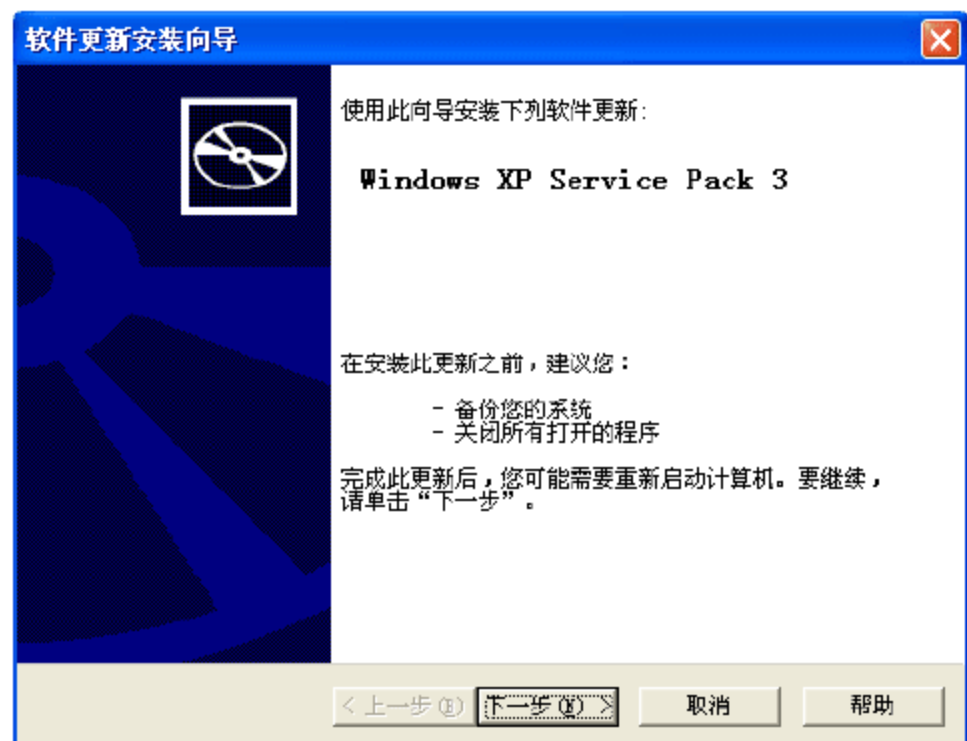 软件更新安装向导
使用此向导安装下列软件更新:
Windows XP Service Pack 3
在安装此更新之前，建议您：
- 备份您的系统
- 关闭所有打开的程序
完成此更新后，您可能需要重新启动计算机。要继续，
请单击“下一步”。
< 上一步(B) 下一步(N) > 取消 帮助